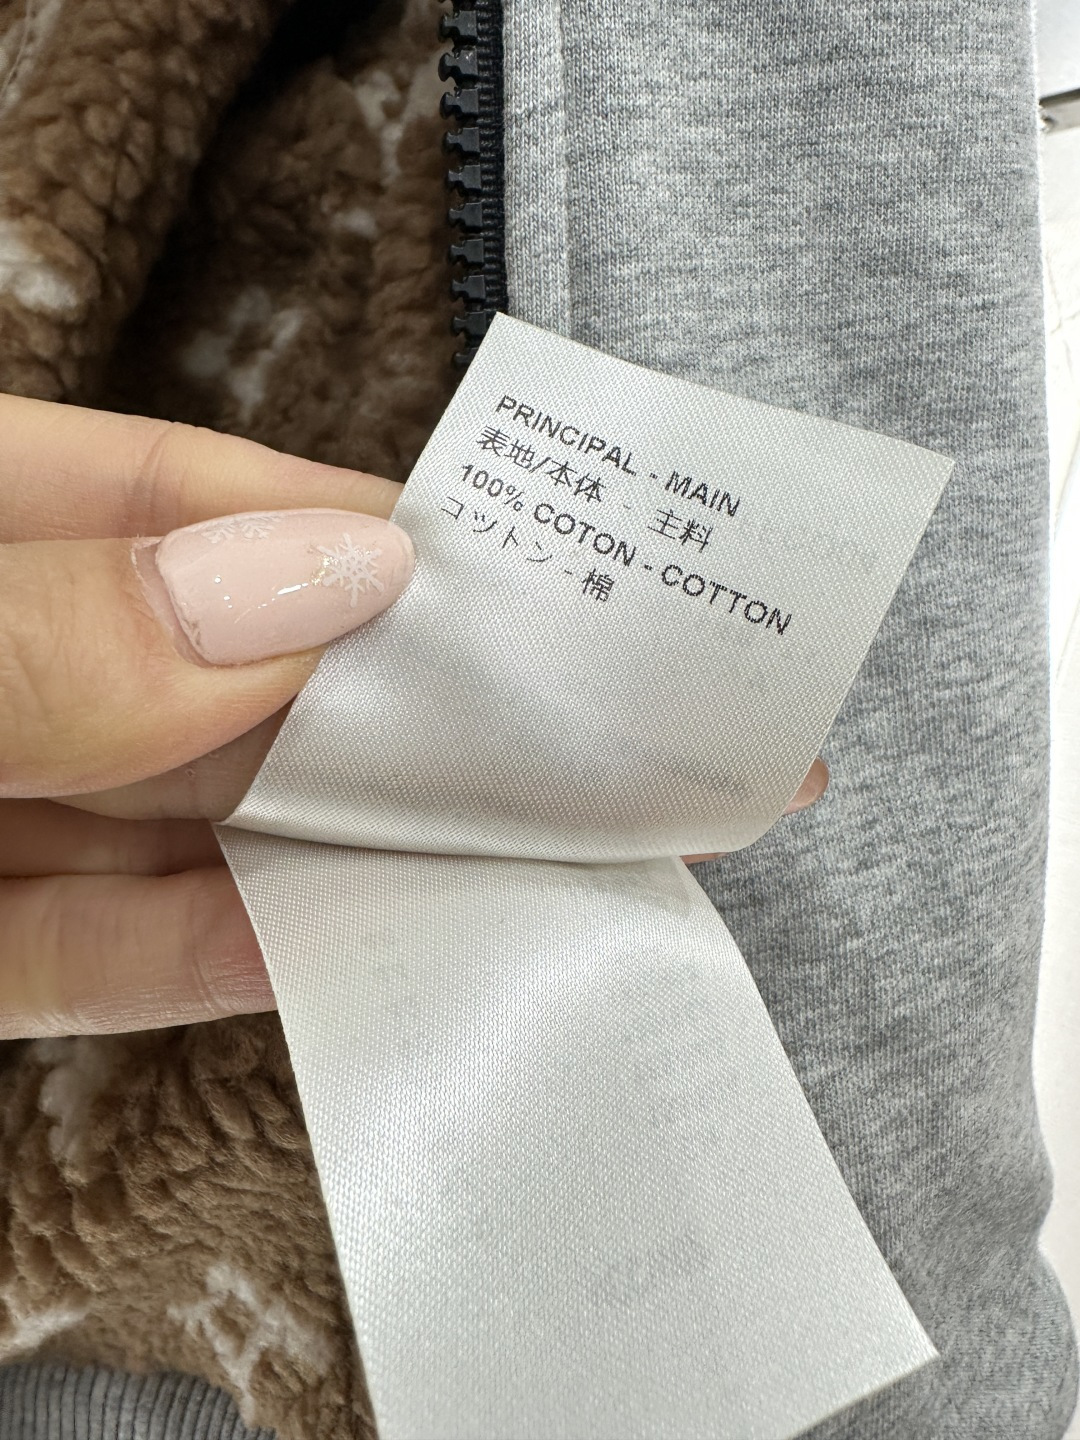 PRINCIPAL - MAIN
表地/本体 - 主料
100% COTON - COTTON
コットン - 棉